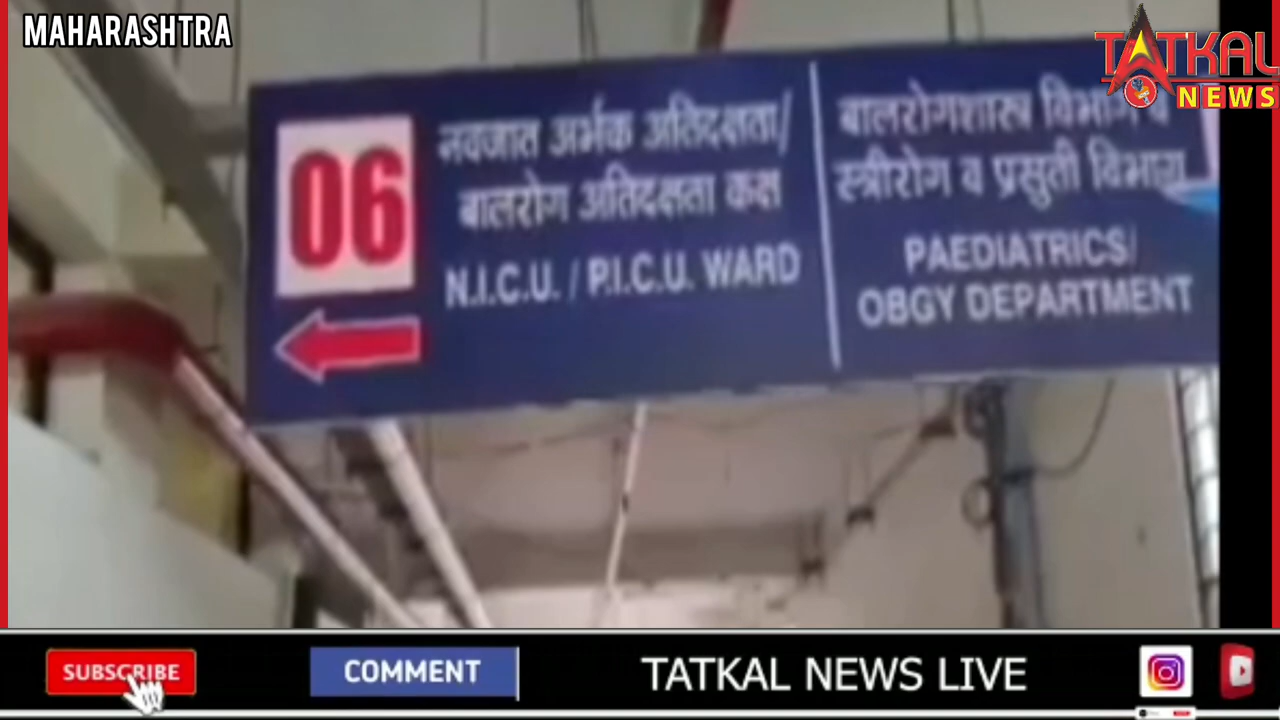 MAHARASHTRA
TATKAL
NEWS
06
नवजात अर्भक अतिदक्षता/
बालरोग अतिदक्षता कक्ष
N.I.C.U. / P.I.C.U. WARD
बालरोगशास्त्र विभाग व
स्त्रीरोग व प्रसुती विभाग
PAEDIATRICS/
OBGY DEPARTMENT
SUBSCRIBE
COMMENT
TATKAL NEWS LIVE